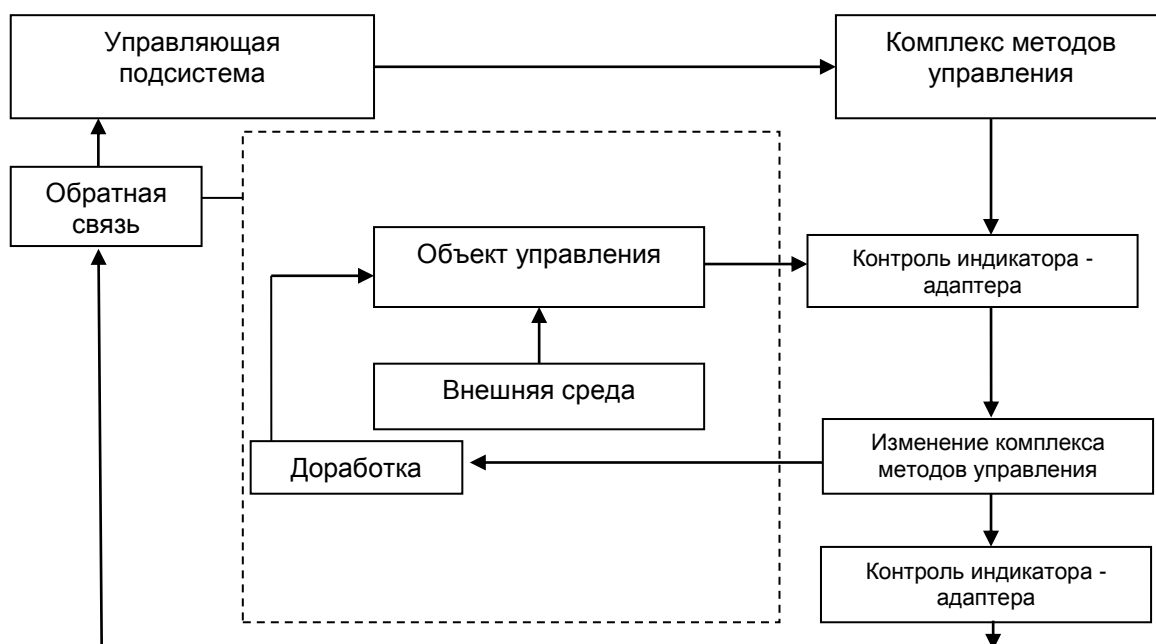 Управляющая
подсистема
Комплекс методов
управления
Обратная
связь
Объект управления
Контроль индикатора -
адаптера
Внешняя среда
Доработка
Изменение комплекса
методов управления
Контроль индикатора -
адаптера